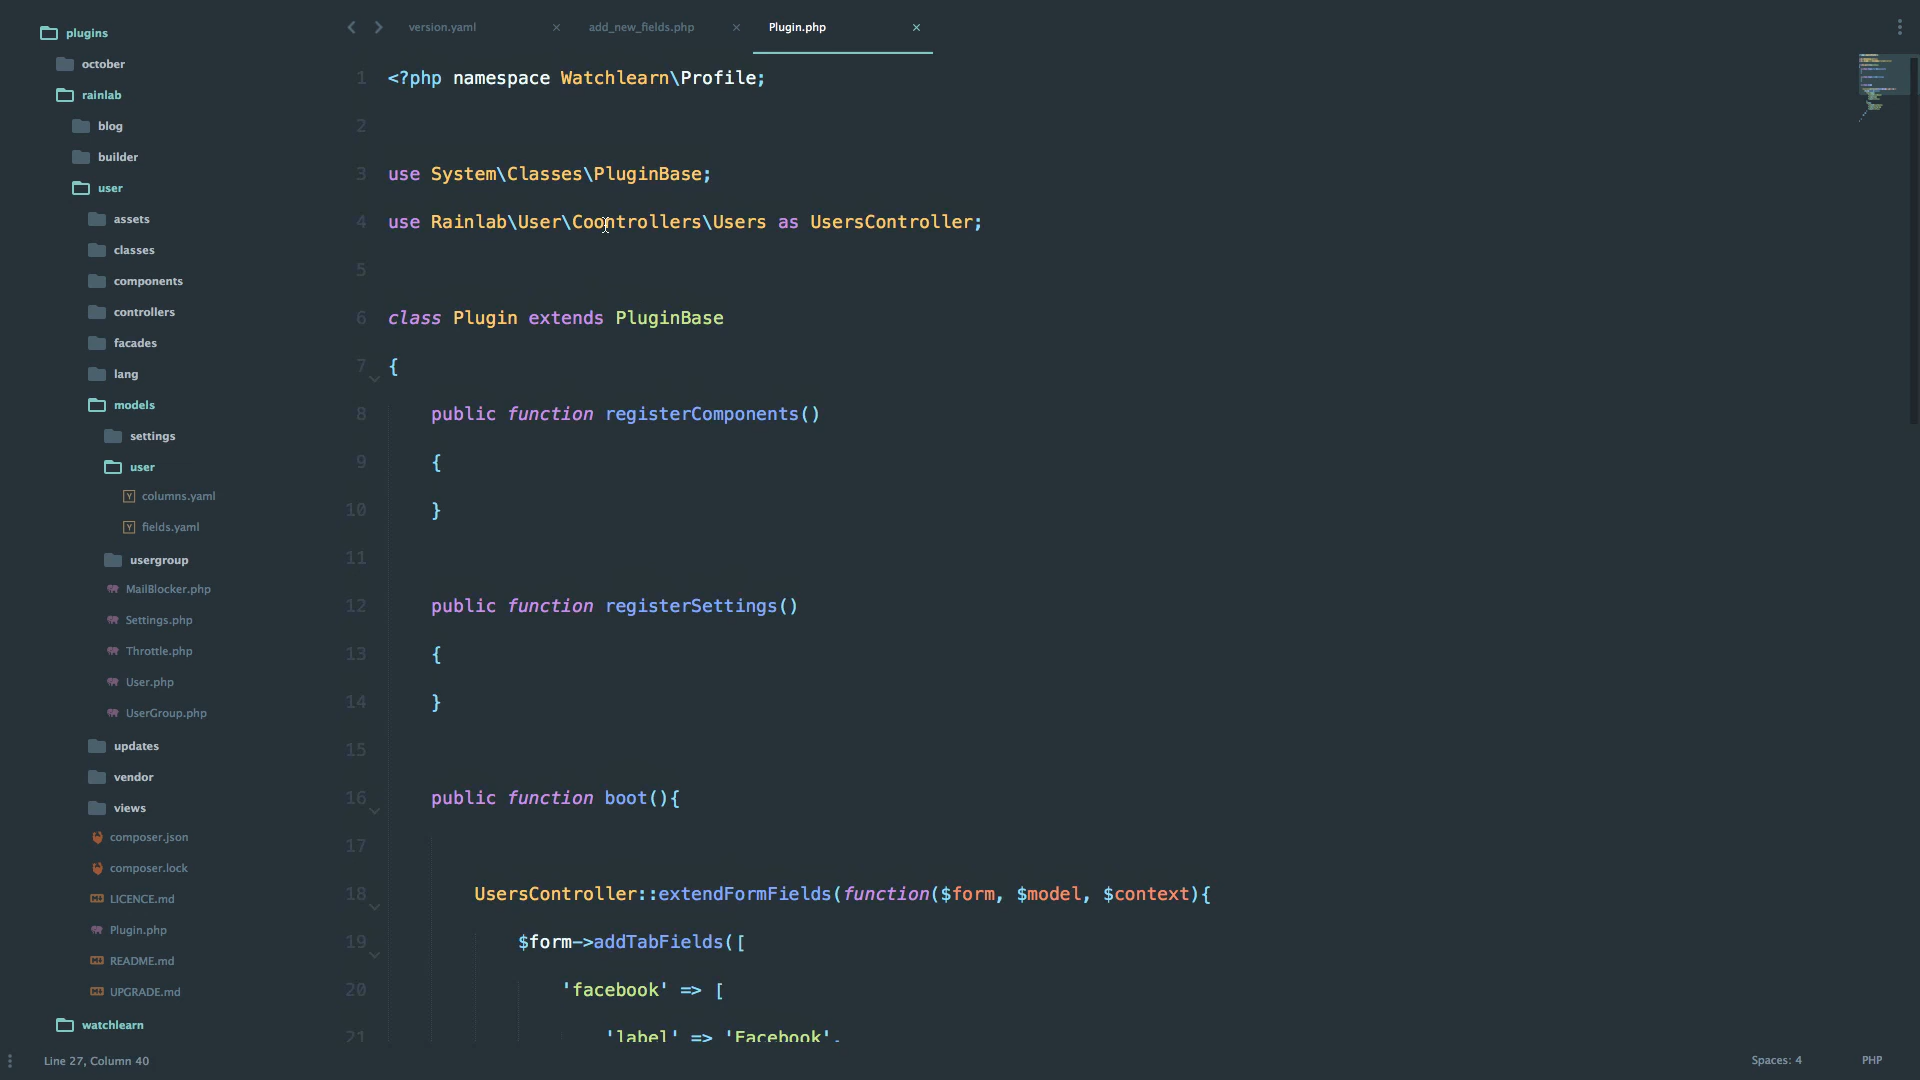 plugins
october
rainlab
blog
builder
user
assets
classes
components
controllers
facades
lang
models
settings
user
columns.yaml
fields.yaml
usergroup
MailBlocker.php
Settings.php
Throttle.php
User.php
UserGroup.php
updates
vendor
views
composer.json
composer.lock
LICENCE.md
Plugin.php
README.md
UPGRADE.md
watchlearn
version.yaml
add_new_fields.php
Plugin.php
1 <?php namespace Watchlearn\Profile;
2
3 use System\Classes\PluginBase;
4 use Rainlab\User\Coontrollers\Users as UsersController;
5
6 class Plugin extends PluginBase
7 {
8 public function registerComponents()
9 {
10 }
11
12 public function registerSettings()
13 {
14 }
15
16 public function boot(){
17
18 UsersController::extendFormFields(function($form, $model, $context){
19 $form->addTabFields([
20 'facebook' => [
21 'label' => 'Facebook',
Line 27, Column 40
Spaces: 4
PHP